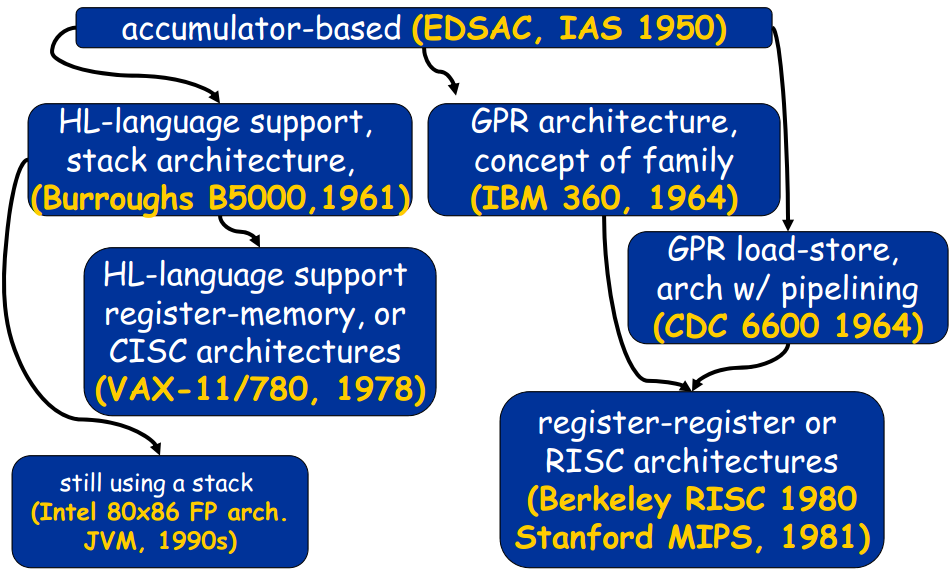 accumulator-based (EDSAC, IAS 1950)
HL-language support,
stack architecture,
(Burroughs B5000,1961)
GPR architecture,
concept of family
(IBM 360, 1964)
GPR load-store,
arch w/ pipelining
(CDC 6600 1964)
HL-language support
register-memory, or
CISC architectures
(VAX-11/780, 1978)
register-register or
RISC architectures
(Berkeley RISC 1980
Stanford MIPS, 1981)
still using a stack
(Intel 80x86 FP arch.
JVM, 1990s)